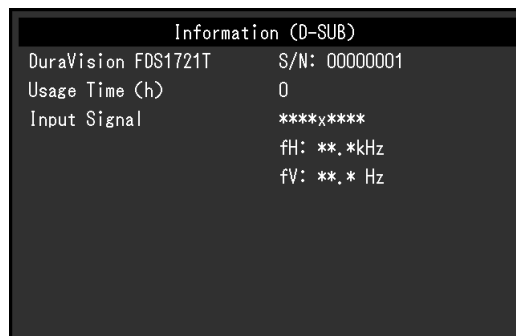 Information (D-SUB)
DuraVision FDS1721T S/N: 00000001
Usage Time (h) 0
Input Signal ****x****
fH: **.*kHz
fV: **.* Hz